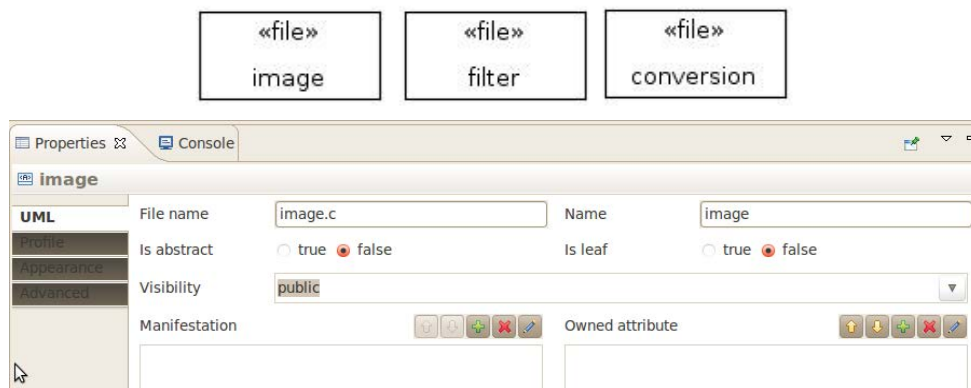 «file» «file» «file»
image filter conversion
Properties Console
image
UML
Profile
Appearance
Advanced
File name image.c Name image
Is abstract true false Is leaf true false
Visibility public
Manifestation Owned attribute